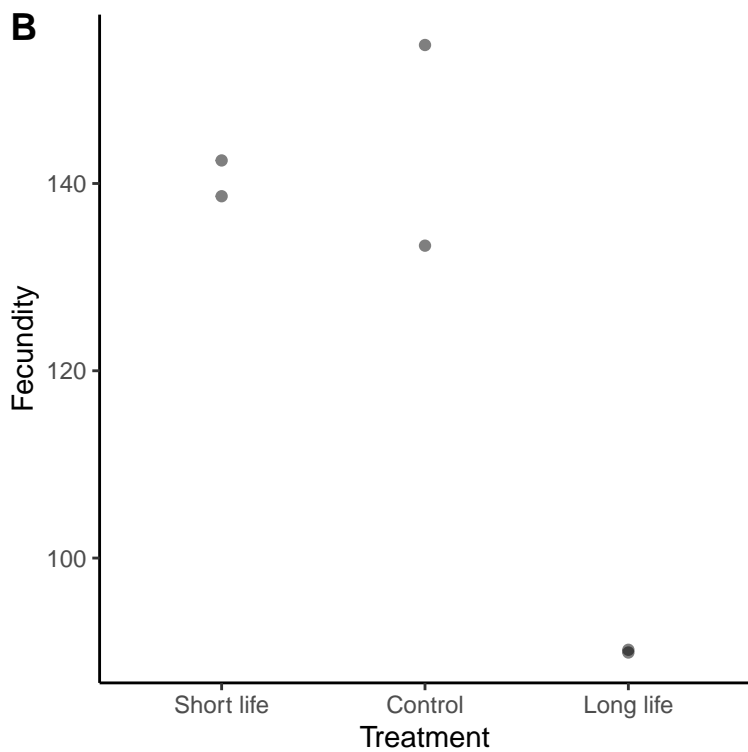 B
140
120
100
Fecundity
Short life
Control
Long life
Treatment